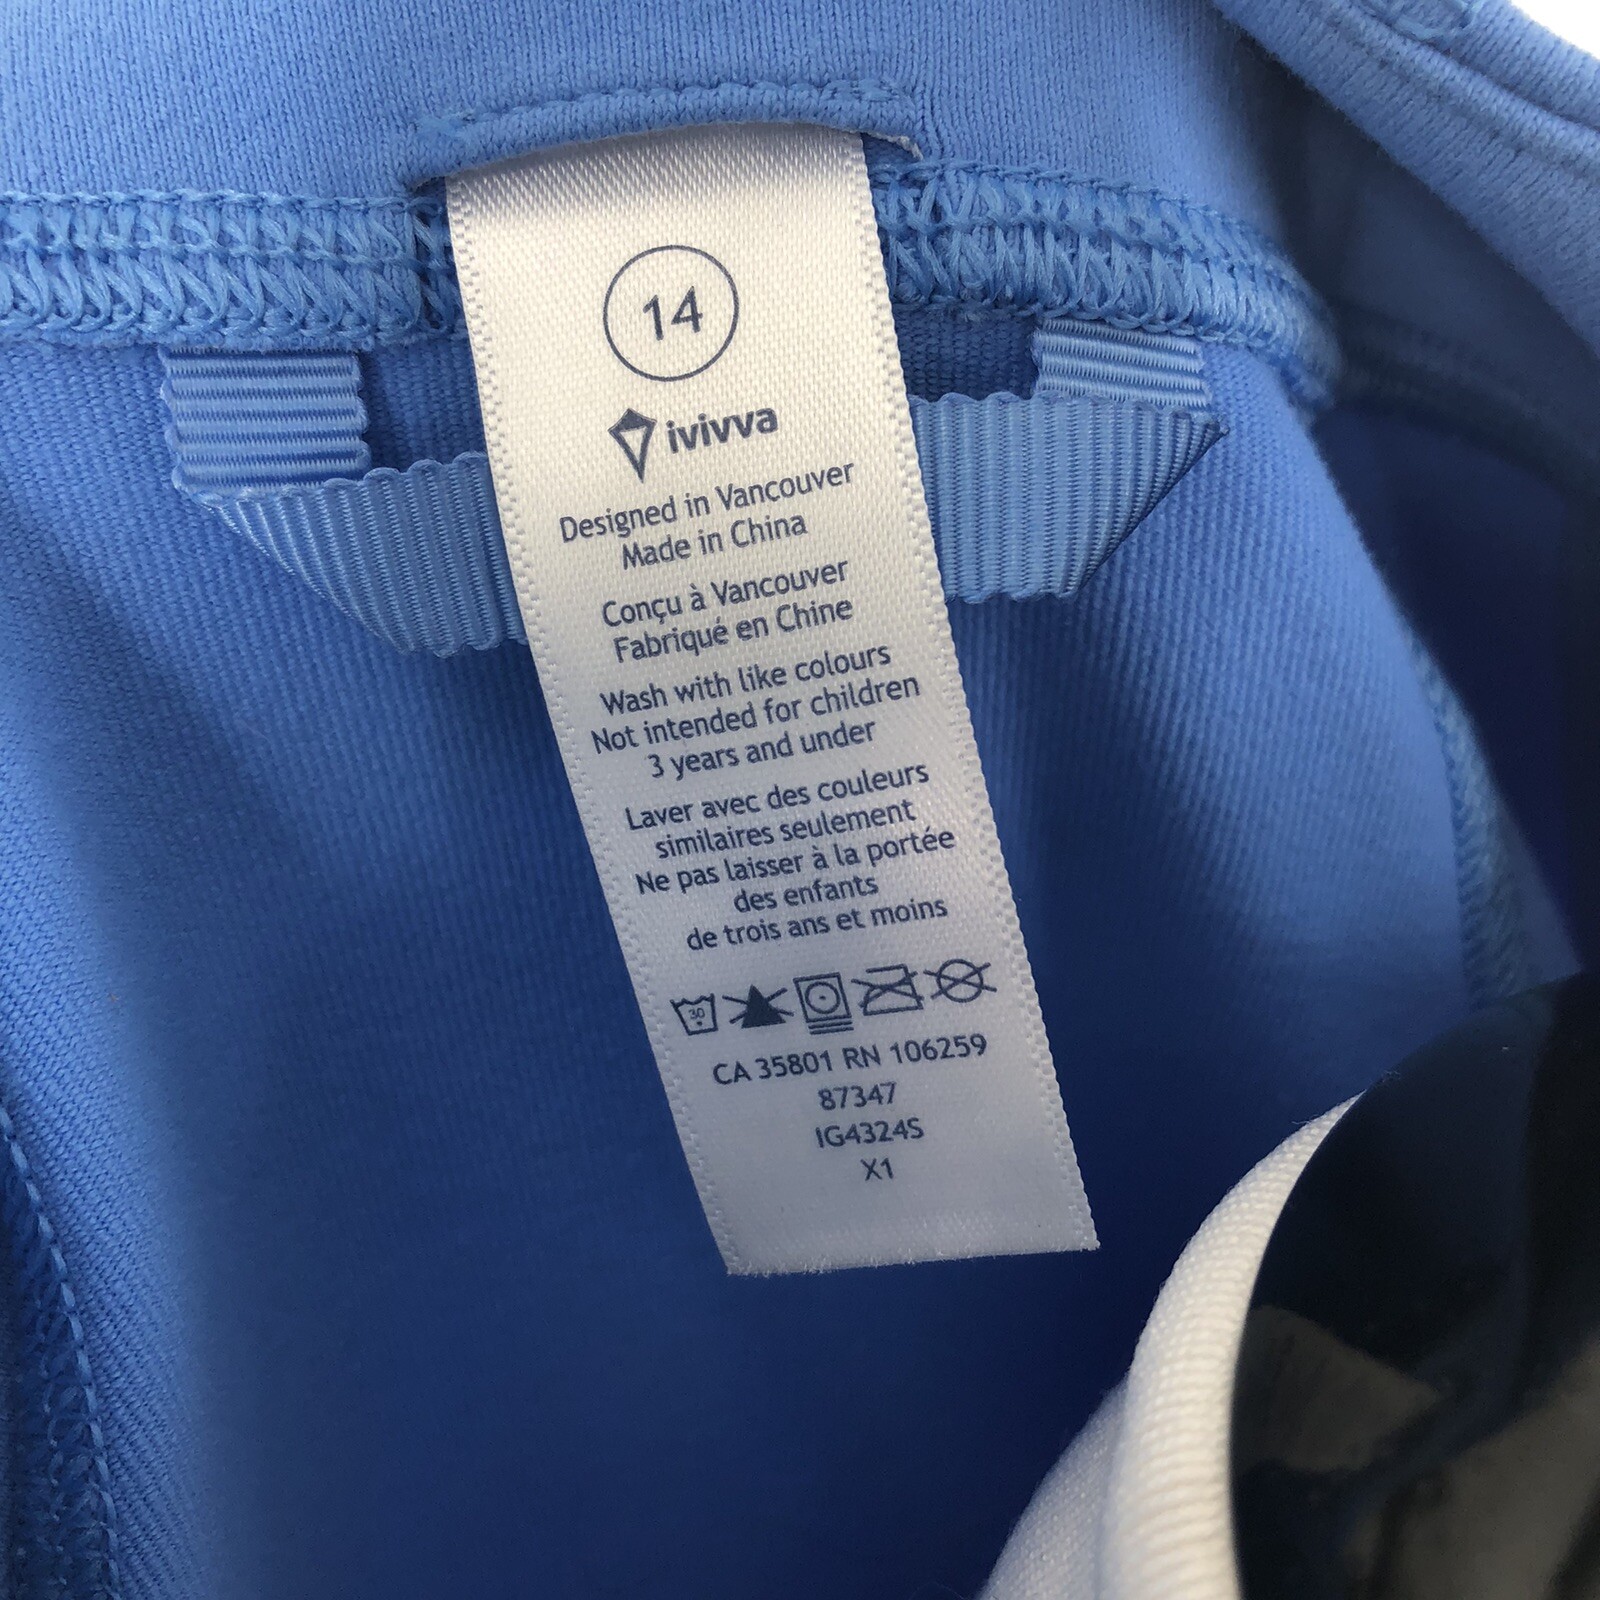 14
ivivva
Designed in Vancouver
Made in China
Conçu à Vancouver
Fabriqué en Chine
Wash with like colours
Not intended for children
3 years and under
Laver avec des couleurs
similaires seulement
Ne pas laisser à la portée
des enfants
de trois ans et moins
30
CA 35801 RN 106259
87347
IG4324S
X1